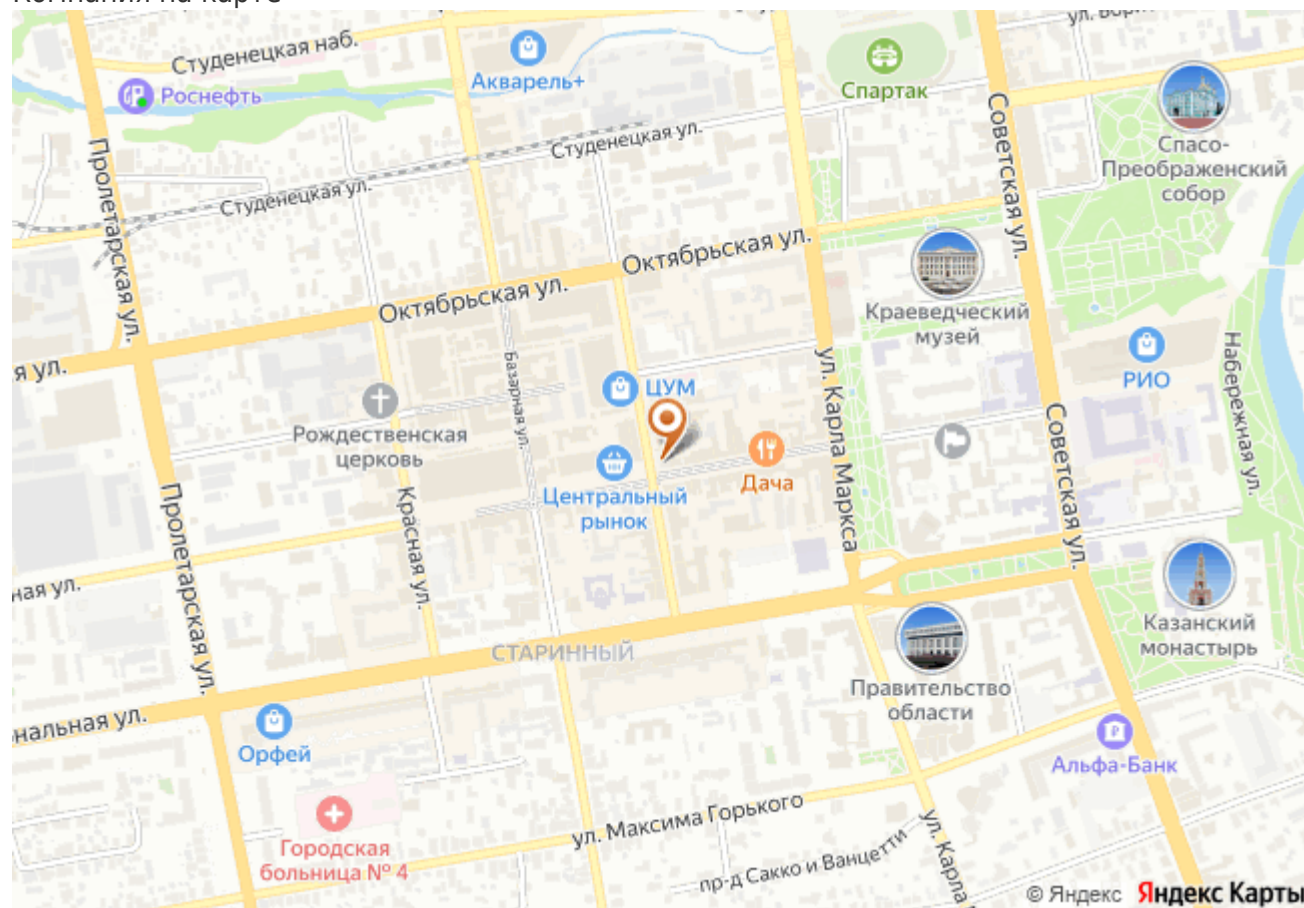 Компания на карте
ул. Бори
Студенецкая наб.
Акварель+
Спартак
Роснефть
Советская ул.
Спасо-
Преображенский
собор
Студенецкая ул.
Пролетарская ул.
Студенецкая ул.
Октябрьская ул.
Октябрьская ул.
Краеведческий
музей
я ул.
Базарная ул.
ЦУМ
ул. Карла Маркса
РИО
Набережная ул.
Рождественская
церковь
Дача
Советская ул.
Центральный
рынок
Пролетарская ул.
Красная ул.
ная ул.
Казанский
монастырь
СТАРИННЫЙ
Правительство
области
нальная ул.
Орфей
Альфа-Банк
ул. Максима Горького
Городская
больница № 4
пр-д Сакко и Ванцетти
ул. Карла
© Яндекс Яндекс Карты